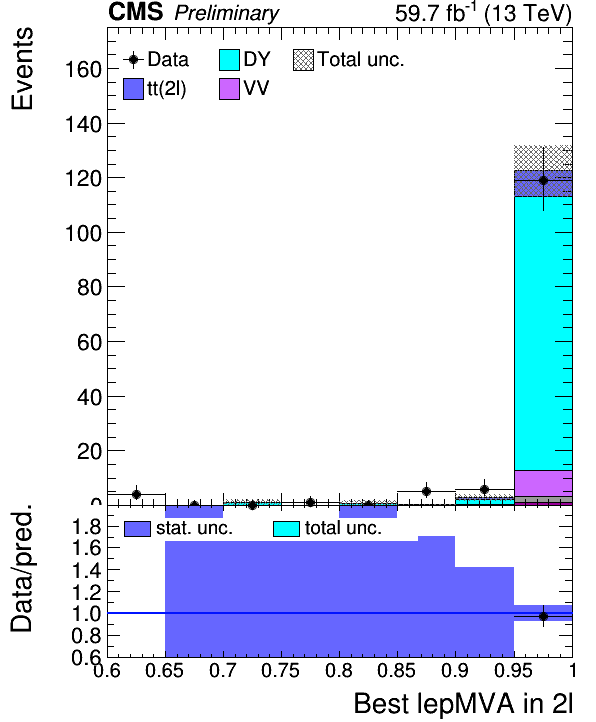 CMS Preliminary 59.7 fb-1 (13 TeV)
Events
Data DY Total unc.
tt(2l) VV
160
140
120
100
80
60
40
20
0
Data/pred.
stat. unc. total unc.
1.8
1.6
1.4
1.2
1.0
0.8
0.6
0.6 0.65 0.7 0.75 0.8 0.85 0.9 0.95 1
Best lepMVA in 2l